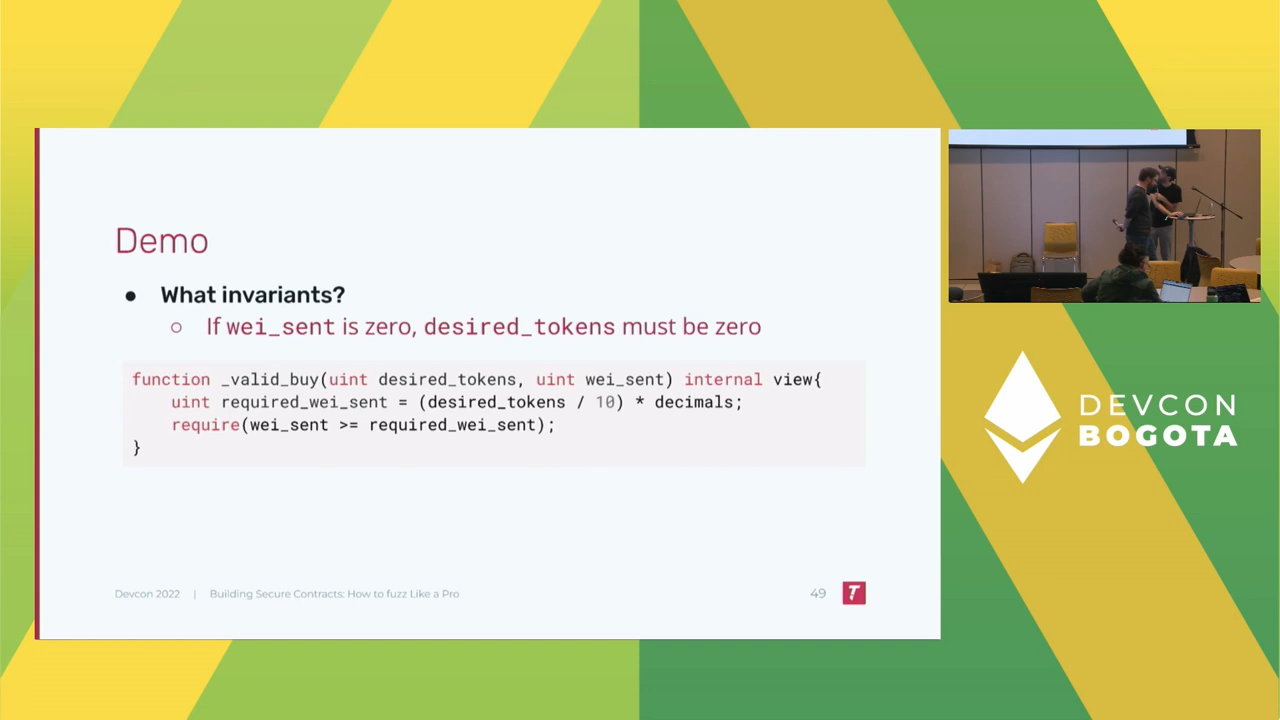 Demo
● What invariants?
○ If wei_sent is zero, desired_tokens must be zero
function _valid_buy(uint desired_tokens, uint wei_sent) internal view{
    uint required_wei_sent = (desired_tokens / 10) * decimals;
    require(wei_sent >= required_wei_sent);
}
Devcon 2022 | Building Secure Contracts: How to fuzz Like a Pro
49
DEVCON
BOGOTA